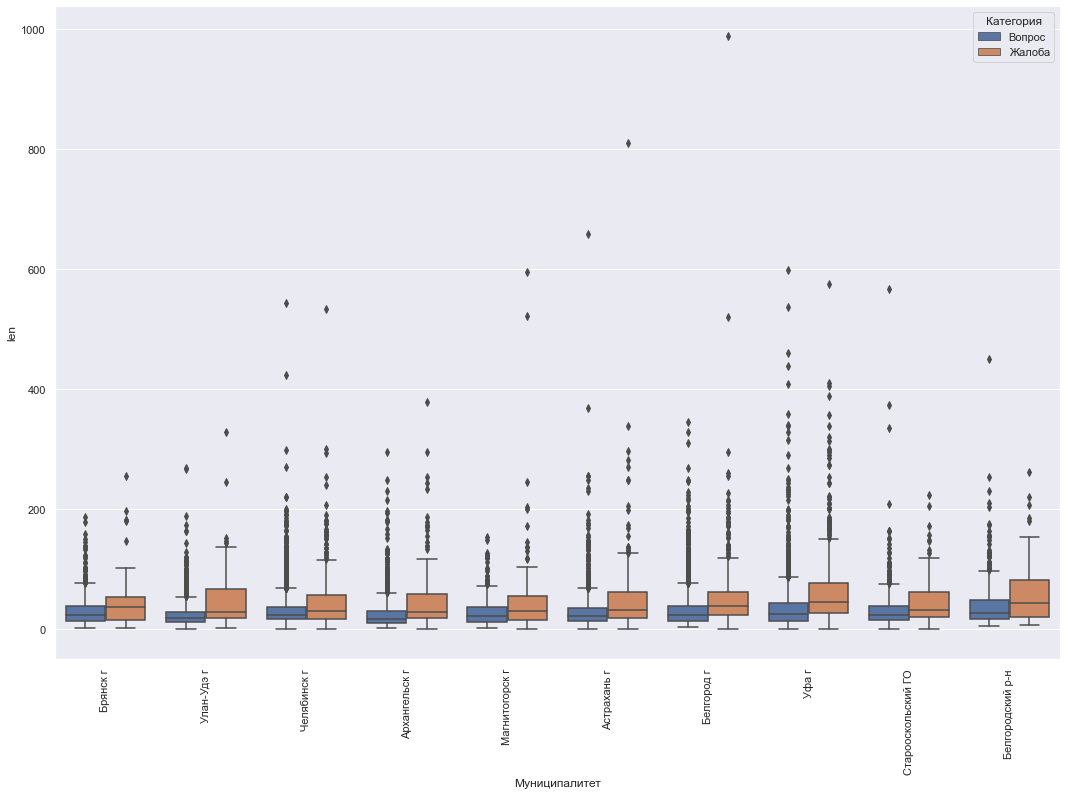 Категория
Вопрос
Жалоба
1000
800
600
400
200
0
len
Брянск г
Улан-Удэ г
Челябинск г
Архангельск г
Магнитогорск г
Астрахань г
Белгород г
Уфа г
Старооскольский ГО
Белгородский р-н
Муниципалитет